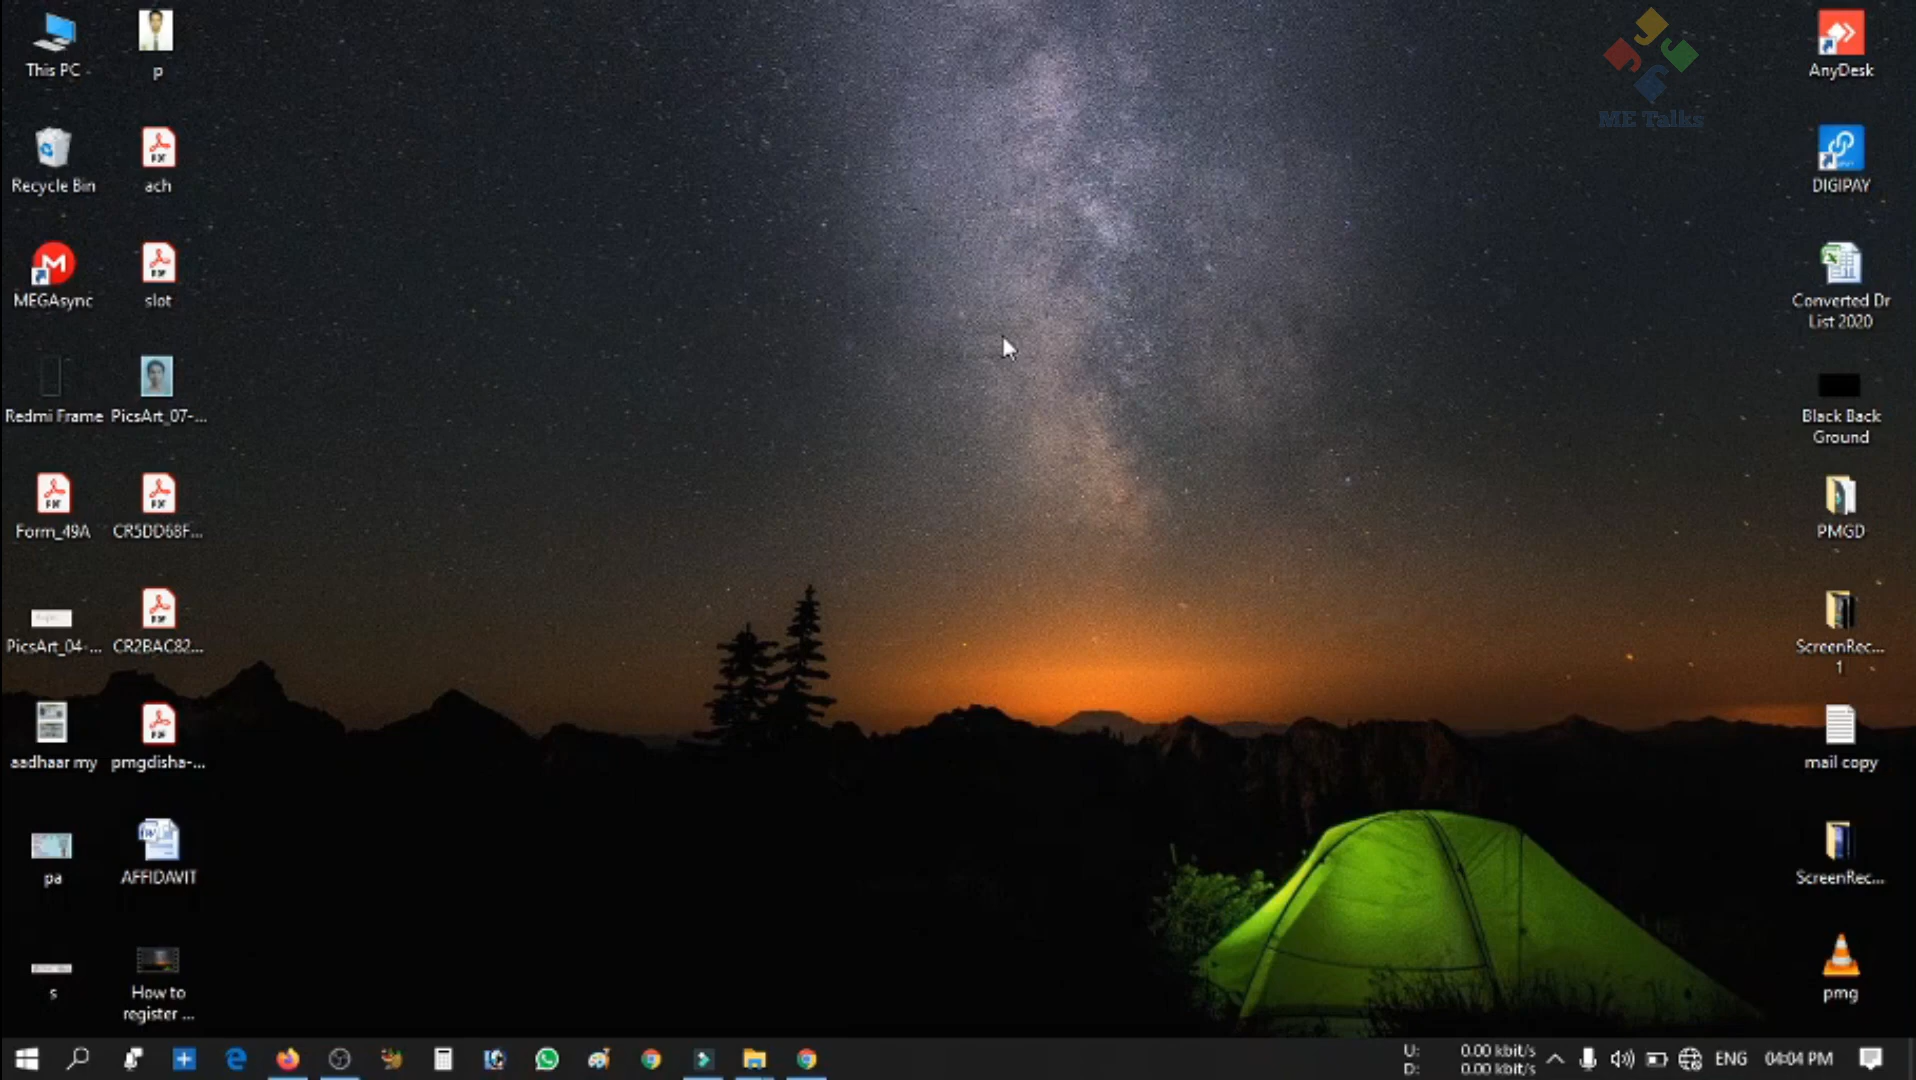 This PC
p
ME Talks
AnyDesk
Recycle Bin
ach
DIGIPAY
MEGAsync
slot
Converted Dr
List 2020
Redmi Frame
PicsArt_07-...
Black Back
Ground
Form_49A
CR5DD68F...
PMGD
PicsArt_04-...
CR2BAC82...
ScreenRec...
1
aadhaar my
pmgdisha-...
mail copy
pa
AFFIDAVIT
ScreenRec...
s
How to
register ...
pmg
U: 0.00 kbit/s
D: 0.00 kbit/s
ENG
04:04 PM